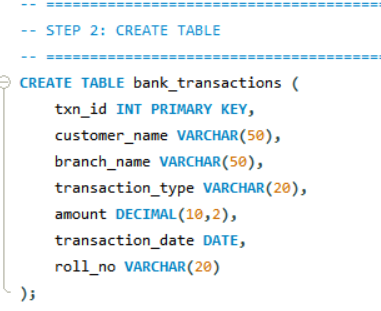 -- =====================================
-- STEP 2: CREATE TABLE
-- =====================================
CREATE TABLE bank_transactions (
    txn_id INT PRIMARY KEY,
    customer_name VARCHAR(50),
    branch_name VARCHAR(50),
    transaction_type VARCHAR(20),
    amount DECIMAL(10,2),
    transaction_date DATE,
    roll_no VARCHAR(20)
);